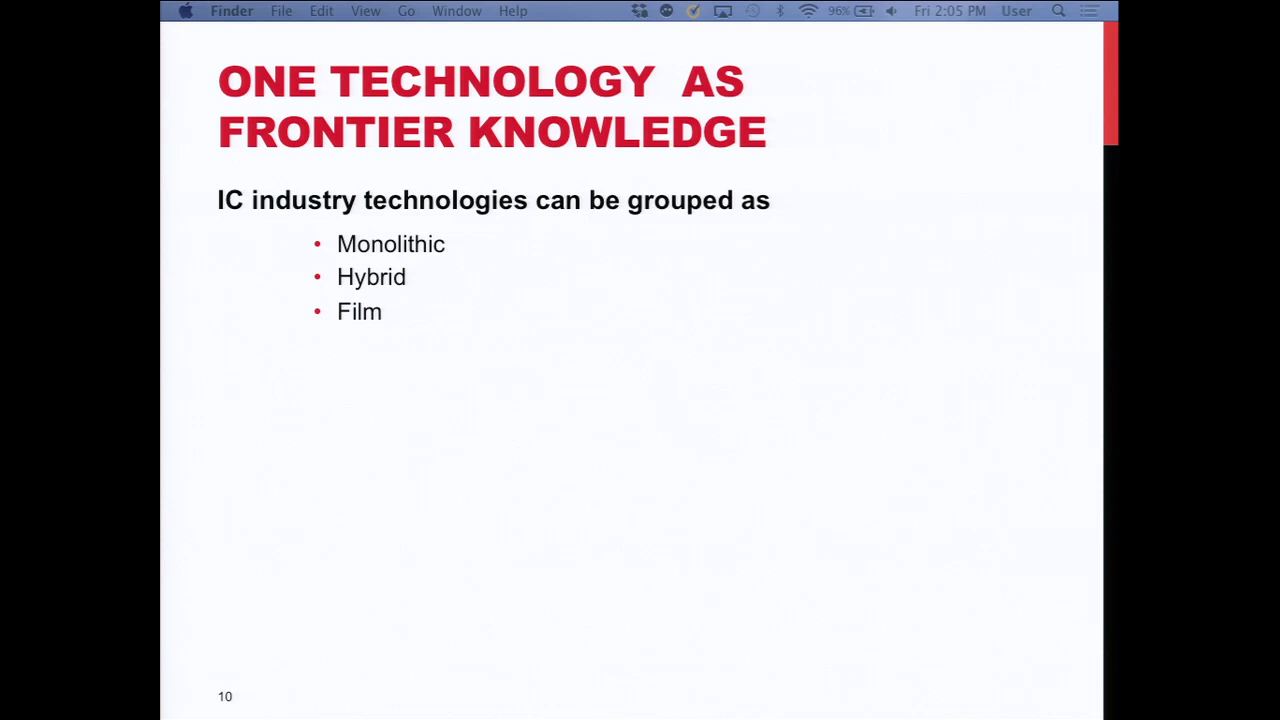 Finder File Edit View Go Window Help 96% Fri 2:05 PM User
ONE TECHNOLOGY AS
FRONTIER KNOWLEDGE
IC industry technologies can be grouped as
• Monolithic
• Hybrid
• Film
10